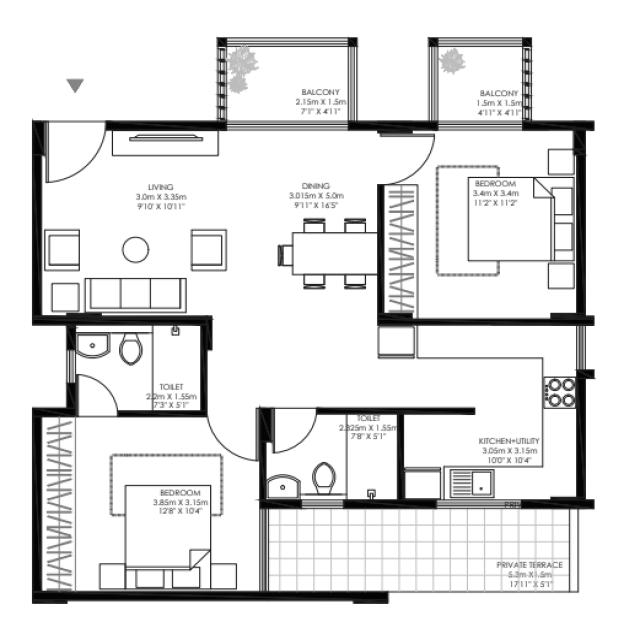 BALCONY
2.15m X 1.5m
7'1" X 4'11"
BALCONY
1.5m X 1.5m
4'11" X 4'11"
LIVING
3.0m X 3.35m
9'10' X 10'11"
DINING
3.015m X 5.0m
9'11" X 16'5"
BEDROOM
3.4m X 3.4m
11'2" X 11'2"
TOILET
2.2m X 1.55m
7'3" X 5'1"
TOILET
2.325m X 1.55m
7'8" X 5'1"
KITCHEN+UTILITY
3.05m X 3.15m
10'0" X 10'4"
BEDROOM
3.85m X 3.15m
12'8" X 10'4"
PRIV
PRIVATE TERRACE
5.3m X 1.5m
17'11" X 5'1"